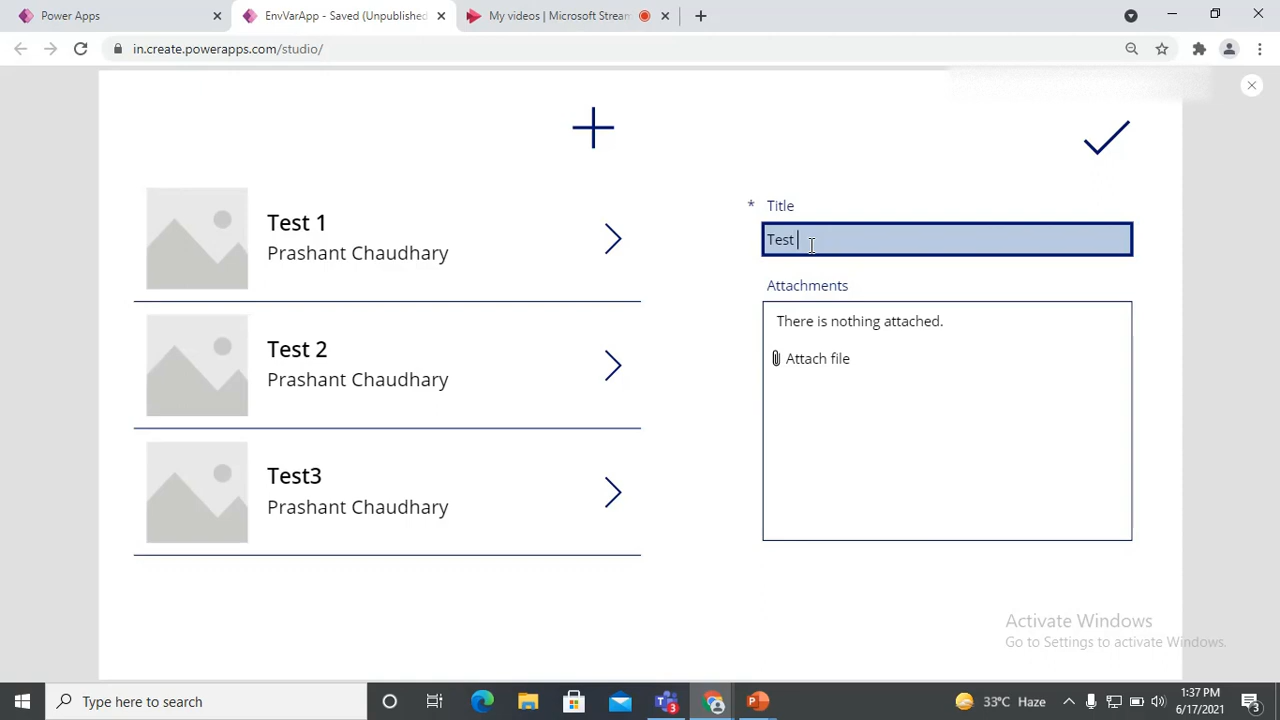 Power Apps
EnvVarApp - Saved (Unpublished
My videos | Microsoft Stream
in.create.powerapps.com/studio/
Test 1
Prashant Chaudhary
Test 2
Prashant Chaudhary
Test3
Prashant Chaudhary
* Title
Test
Attachments
There is nothing attached.
Attach file
Activate Windows
Go to Settings to activate Windows.
Type here to search
3
33°C Haze
1:37 PM
6/17/2021
3